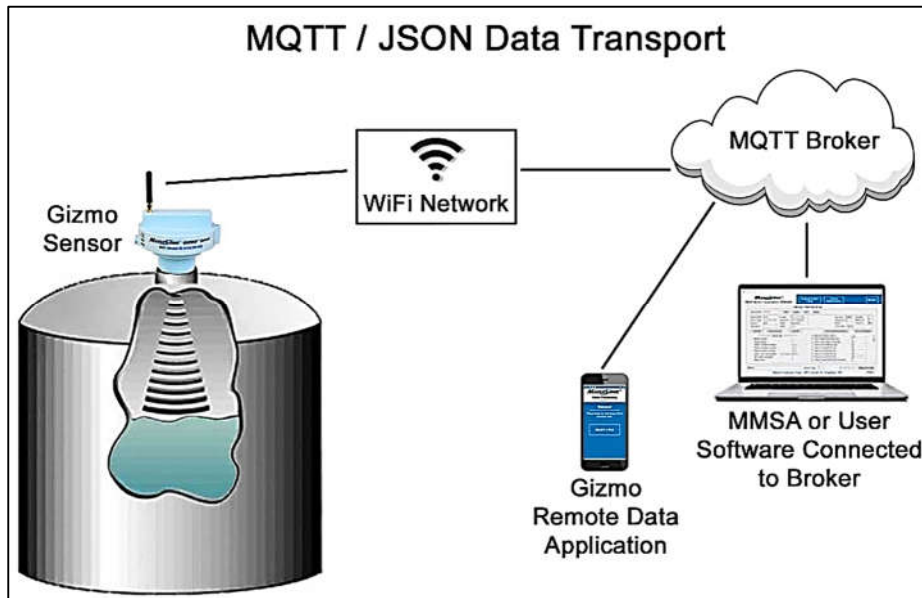 MQTT / JSON Data Transport
MQTT Broker
WiFi Network
Gizmo
Sensor
MMSA or User
Software Connected
to Broker
Gizmo
Remote Data
Application